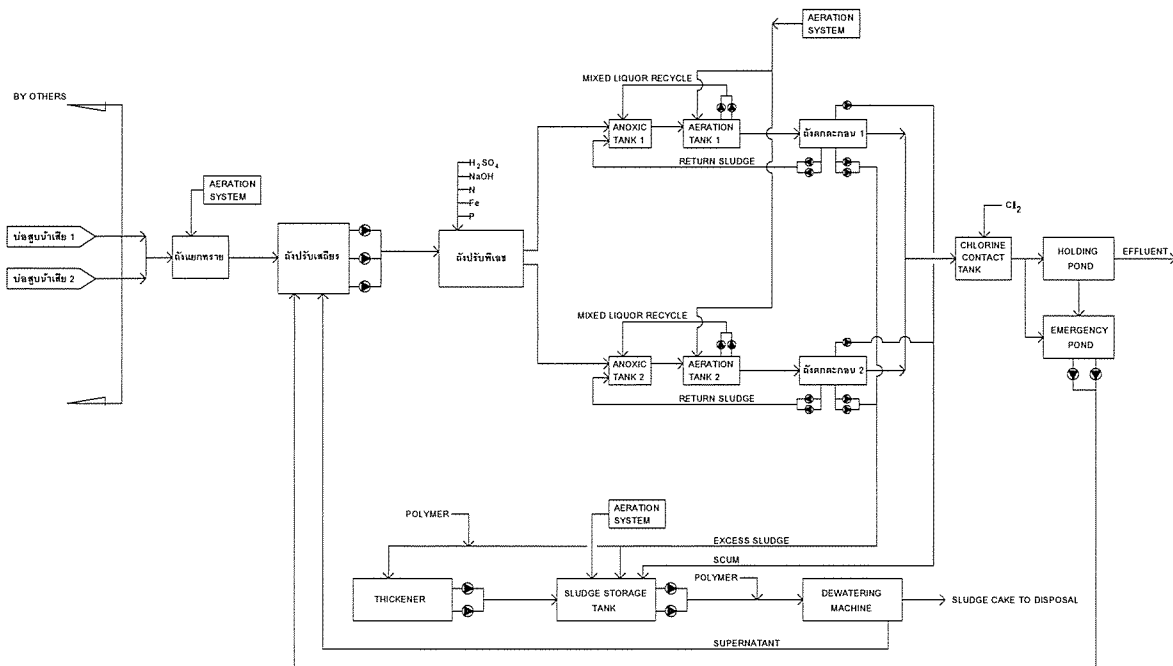 AERATION
SYSTEM
MIXED LIQUOR RECYCLE
BY OTHERS
ANOXIC
TANK 1
AERATION
TANK 1
ถังตกตะกอน 1
RETURN SLUDGE
H₂SO₄
NaOH
N
Fe
P
AERATION
SYSTEM
Cl₂
บ่อสูบน้ำเสีย 1
บ่อสูบน้ำเสีย 2
ถังแยกทราย
ถังปรับเสถียร
ถังปรับพีเอช
CHLORINE
CONTACT
TANK
HOLDING
POND
EFFLUENT
EMERGENCY
POND
MIXED LIQUOR RECYCLE
ANOXIC
TANK 2
AERATION
TANK 2
ถังตกตะกอน 2
RETURN SLUDGE
POLYMER
AERATION
SYSTEM
EXCESS SLUDGE
SCUM
POLYMER
THICKENER
SLUDGE STORAGE
TANK
DEWATERING
MACHINE
SLUDGE CAKE TO DISPOSAL
SUPERNATANT